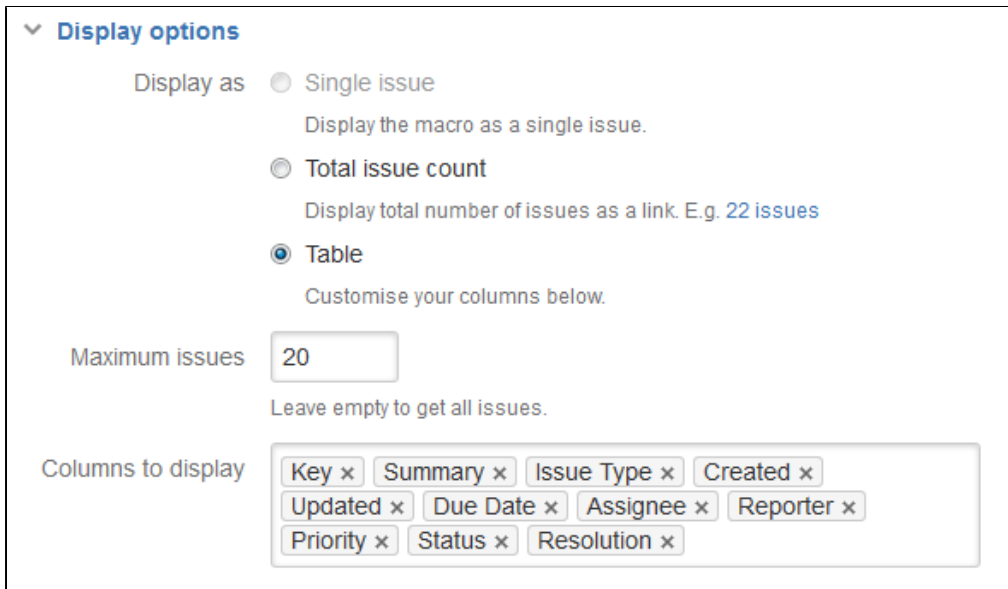 Display options
Display as Single issue
Display the macro as a single issue.
Total issue count
Display total number of issues as a link. E.g. 22 issues
Table
Customise your columns below.
Maximum issues 20
Leave empty to get all issues.
Columns to display Key × Summary × Issue Type × Created ×
Updated × Due Date × Assignee × Reporter ×
Priority × Status × Resolution ×